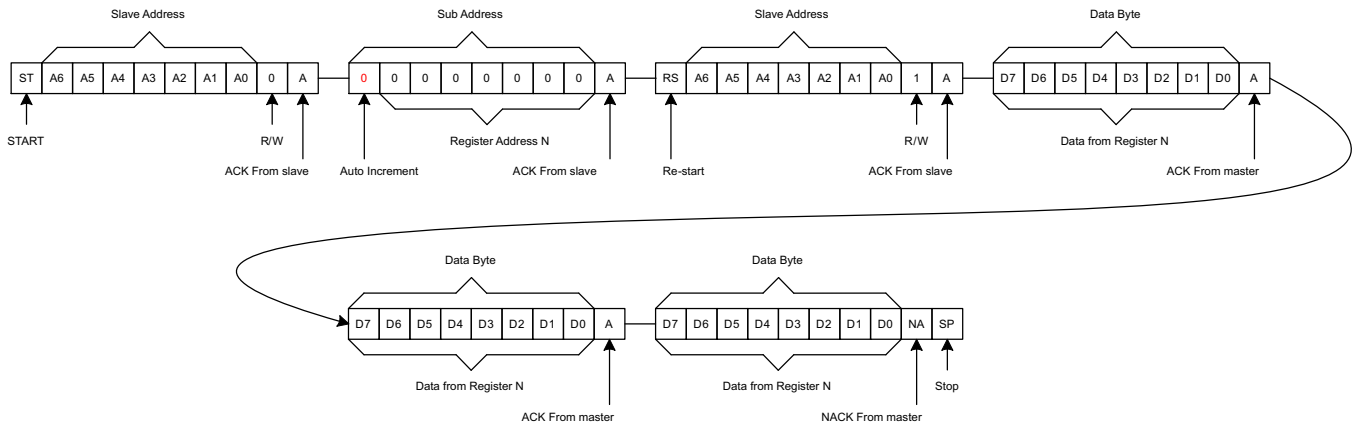 Slave Address Sub Address Slave Address Data Byte
ST A6 A5 A4 A3 A2 A1 A0 0 A 0 0 0 0 0 0 0 0 A RS A6 A5 A4 A3 A2 A1 A0 1 A D7 D6 D5 D4 D3 D2 D1 D0 A
START R/W Register Address N R/W Data from Register N
ACK From slave Auto Increment ACK From slave Re-start ACK From slave ACK From master
Data Byte Data Byte
D7 D6 D5 D4 D3 D2 D1 D0 A D7 D6 D5 D4 D3 D2 D1 D0 NA SP
Data from Register N Data from Register N Stop
ACK From master NACK From master